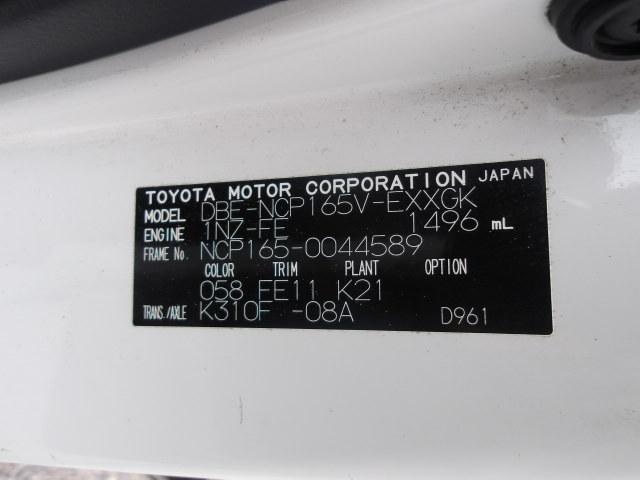 TOYOTA MOTOR CORPORATION JAPAN
MODEL DBE-NCP165V-EXXGK
ENGINE 1NZ-FE 1496 mL
FRAME No. NCP165-0044589
COLOR TRIM PLANT OPTION
058 FE11 K21
TRANS./AXLE K310F -08A D961